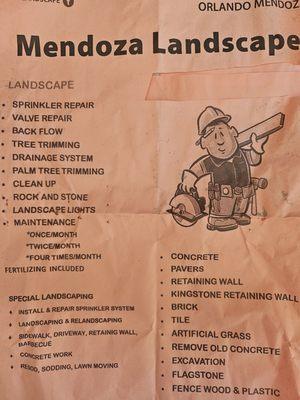 ORLANDO MENDOZ
Mendoza Landscape
LANDSCAPE
• SPRINKLER REPAIR
• VALVE REPAIR
• BACK FLOW
• TREE TRIMMING
• DRAINAGE SYSTEM
• PALM TREE TRIMMING
• CLEAN UP
• ROCK AND STONE
• LANDSCAPE LIGHTS
• MAINTENANCE
*ONCE/MONTH
*TWICE/MONTH
*FOUR TIMES/MONTH
FERTILIZING INCLUDED
SPECIAL LANDSCAPING
• INSTALL & REPAIR SPRINKLER SYSTEM
• LANDSCAPING & RELANDSCAPING
• SIDEWALK, DRIVEWAY, RETAINIG WALL,
BARBECUE
• CONCRETE WORK
• SODDING, LAWN MOVING
• CONCRETE
• PAVERS
• RETAINING WALL
• KINGSTONE RETAINING WALL
• BRICK
• TILE
• ARTIFICIAL GRASS
• REMOVE OLD CONCRETE
• EXCAVATION
• FLAGSTONE
• FENCE WOOD & PLASTIC